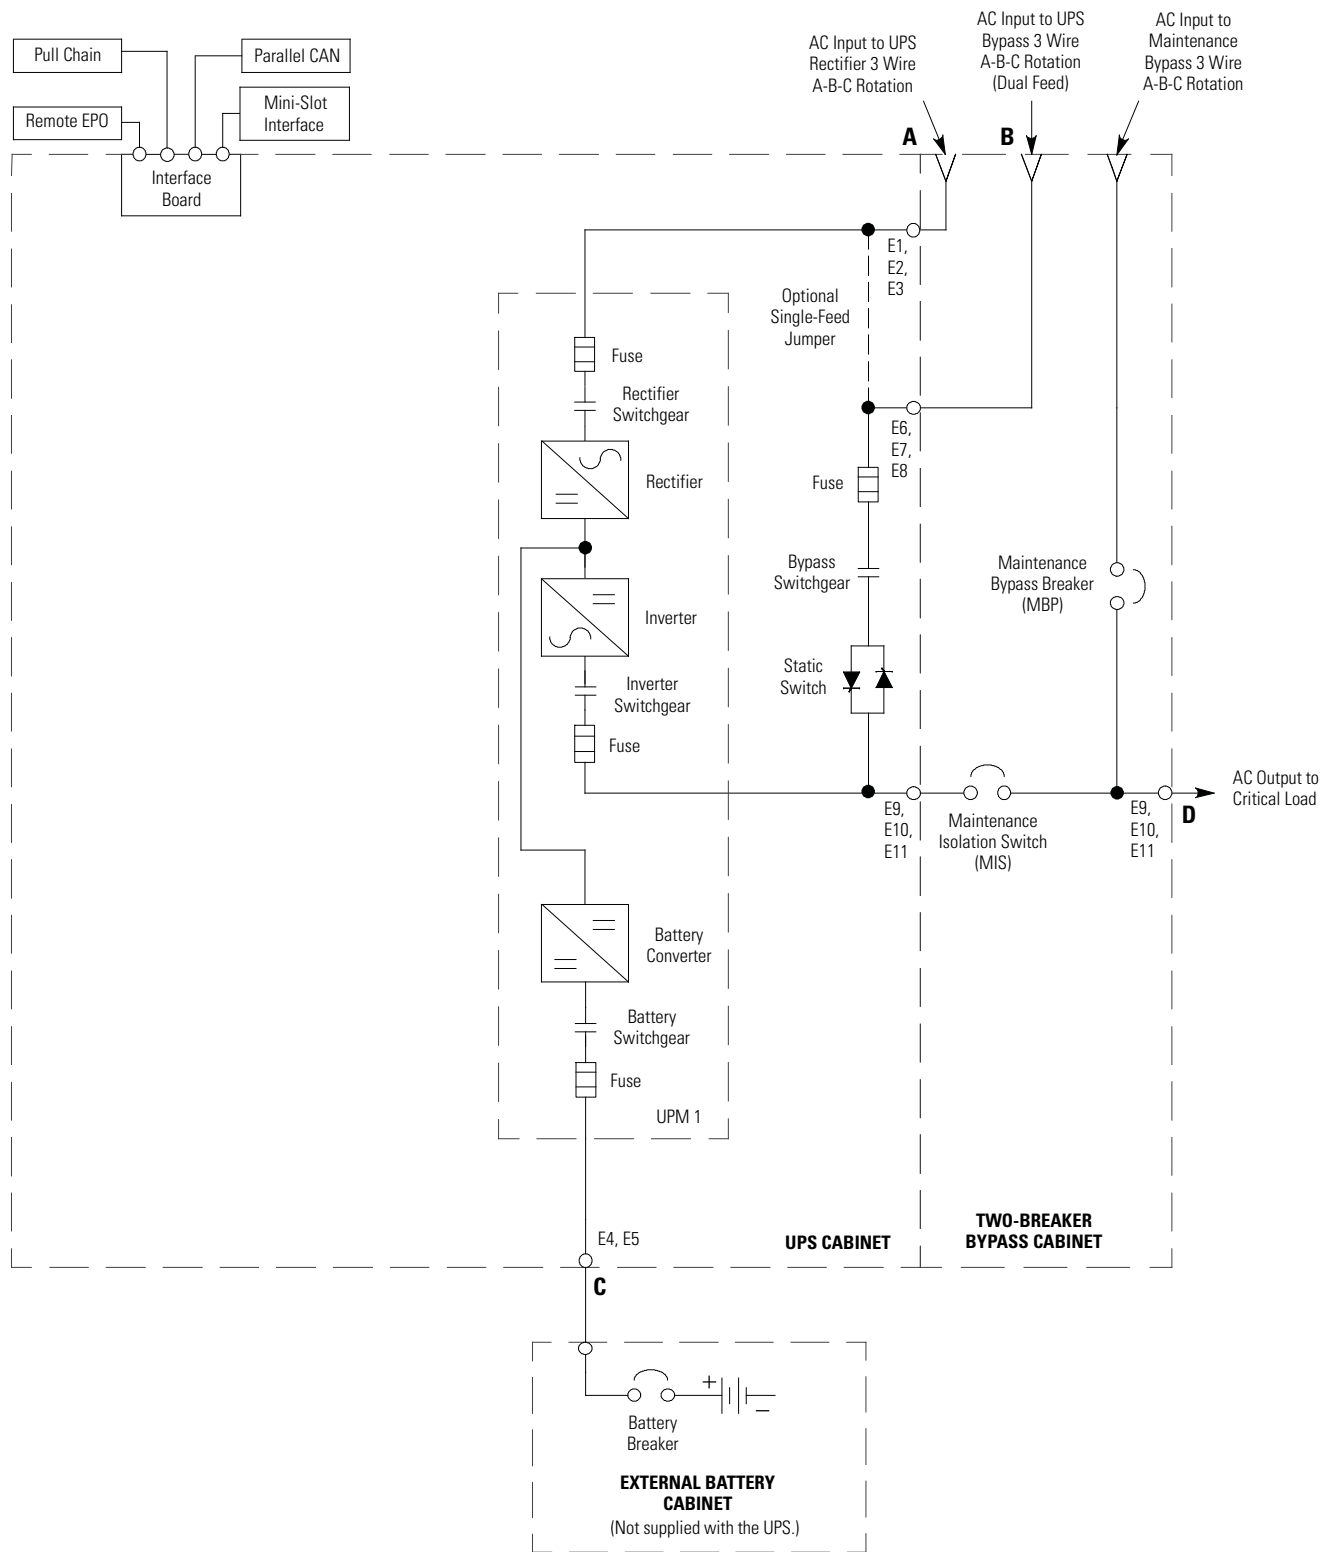 AC Input to UPS
Rectifier 3 Wire
A-B-C Rotation
AC Input to UPS
Bypass 3 Wire
A-B-C Rotation
(Dual Feed)
AC Input to
Maintenance
Bypass 3 Wire
A-B-C Rotation
Pull Chain
Parallel CAN
Remote EPO
Mini-Slot
Interface
Interface
Board
A
B
E1,
E2,
E3
Optional
Single-Feed
Jumper
Fuse
Rectifier
Switchgear
Rectifier
E6,
E7,
E8
Fuse
Bypass
Switchgear
Maintenance
Bypass Breaker
(MBP)
Inverter
Static
Switch
Inverter
Switchgear
Fuse
E9,
E10,
E11
Maintenance
Isolation Switch
(MIS)
E9,
E10,
E11
D
AC Output to
Critical Load
Battery
Converter
Battery
Switchgear
Fuse
UPM 1
E4, E5
UPS CABINET
TWO-BREAKER
BYPASS CABINET
C
+
–
Battery
Breaker
EXTERNAL BATTERY
CABINET
(Not supplied with the UPS.)